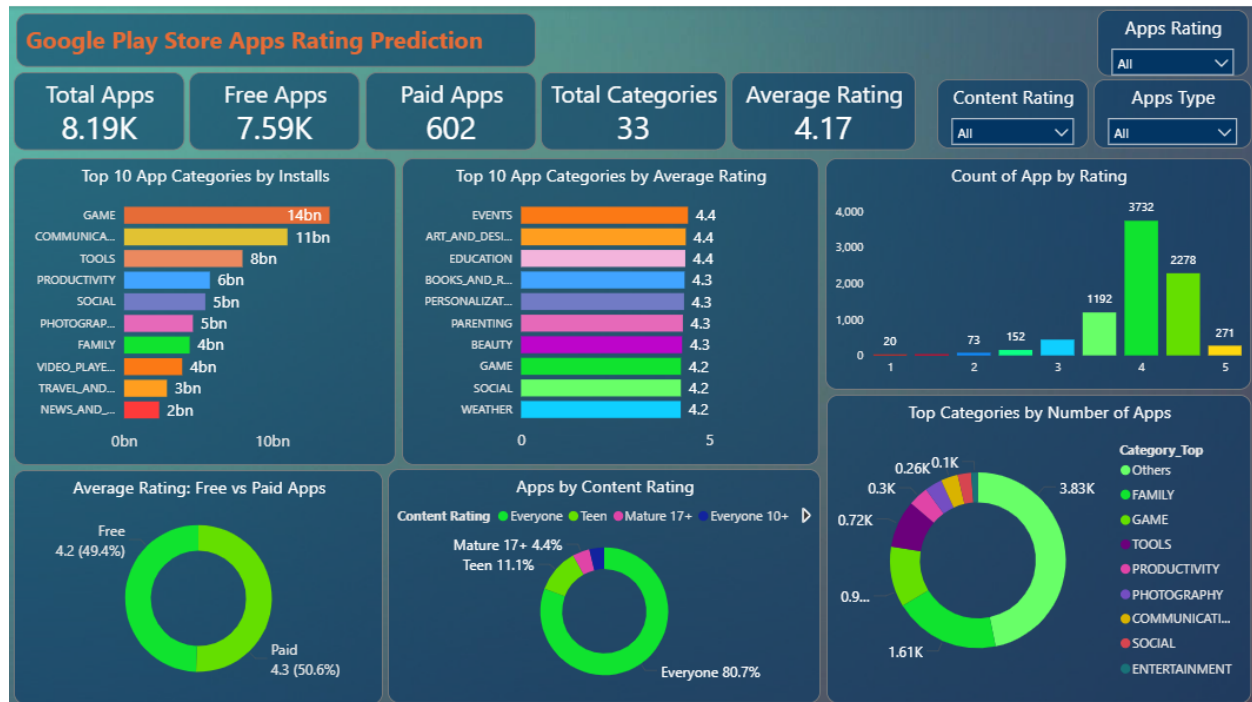 Google Play Store Apps Rating Prediction
Apps Rating
All
Total Apps
8.19K
Free Apps
7.59K
Paid Apps
602
Total Categories
33
Average Rating
4.17
Content Rating
All
Apps Type
All
Top 10 App Categories by Installs
GAME 14bn
COMMUNICA... 11bn
TOOLS 8bn
PRODUCTIVITY 6bn
SOCIAL 5bn
PHOTOGRAP... 5bn
FAMILY 4bn
VIDEO_PLAYE... 4bn
TRAVEL_AND... 3bn
NEWS_AND_... 2bn
0bn 10bn
Top 10 App Categories by Average Rating
EVENTS 4.4
ART_AND_DESI... 4.4
EDUCATION 4.4
BOOKS_AND_R... 4.3
PERSONALIZAT... 4.3
PARENTING 4.3
BEAUTY 4.3
GAME 4.2
SOCIAL 4.2
WEATHER 4.2
0 5
Count of App by Rating
4,000
3,000
2,000
1,000
0
20 73 152 1192 3732 2278 271
1 2 3 4 5
Average Rating: Free vs Paid Apps
Free
4.2 (49.4%)
Paid
4.3 (50.6%)
Apps by Content Rating
Content Rating Everyone Teen Mature 17+ Everyone 10+
Mature 17+ 4.4%
Teen 11.1%
Everyone 80.7%
Top Categories by Number of Apps
0.1K
0.26K
0.3K
0.72K
0.9...
1.61K
3.83K
Category_Top
Others
FAMILY
GAME
TOOLS
PRODUCTIVITY
PHOTOGRAPHY
COMMUNICATI...
SOCIAL
ENTERTAINMENT